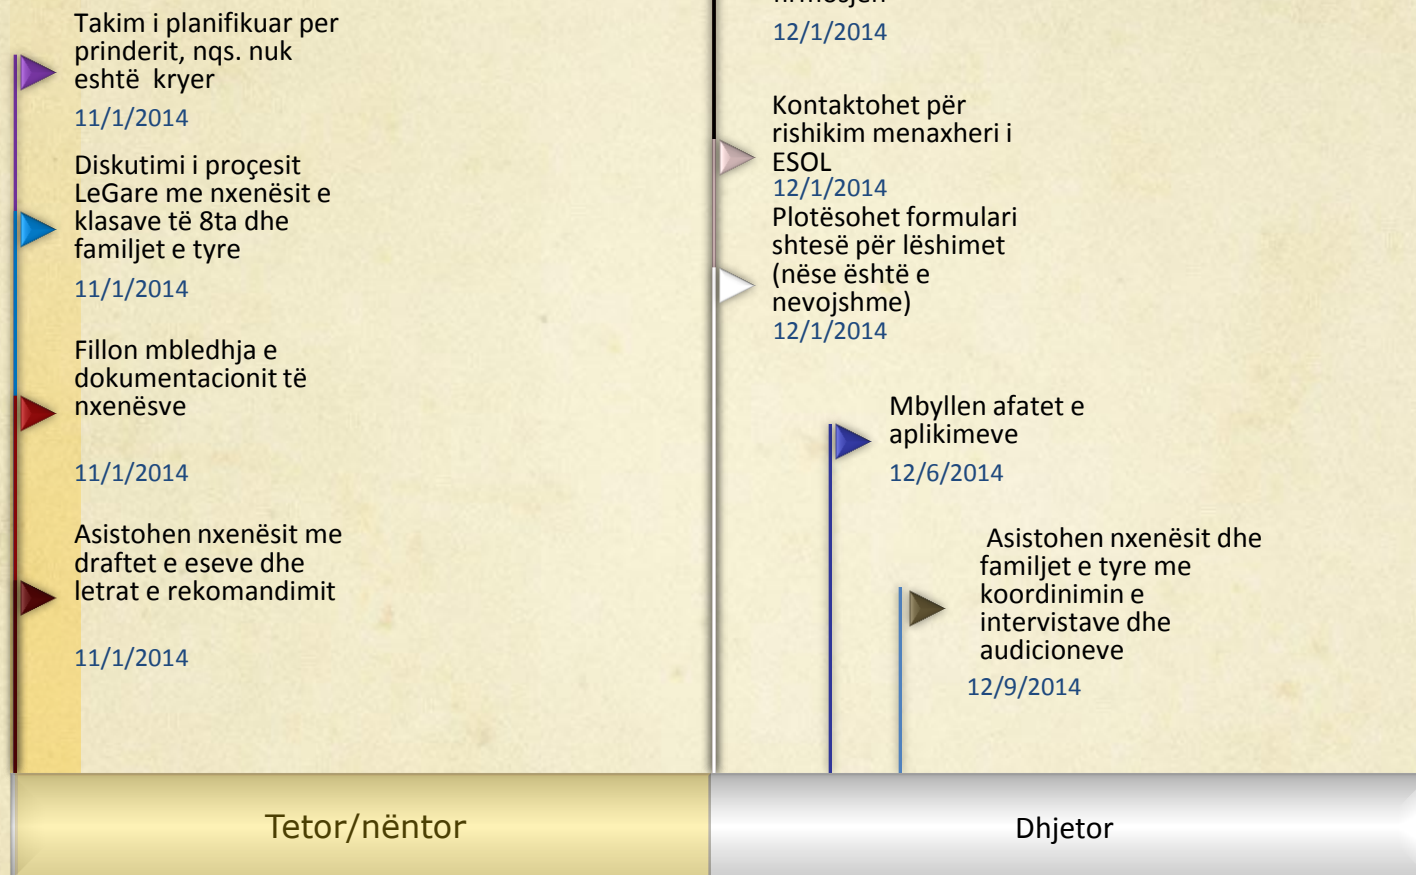 Takim i planifikuar per
prinderit, nqs. nuk
eshtë kryer
11/1/2014
Diskutimi i proçesit
LeGare me nxenësit e
klasave të 8ta dhe
familjet e tyre
11/1/2014
Fillon mbledhja e
dokumentacionit të
nxenësve
11/1/2014
Asistohen nxenësit me
draftet e eseve dhe
letrat e rekomandimit
11/1/2014
12/1/2014
Kontaktohet për
rishikim menaxheri i
ESOL
12/1/2014
Plotësohet formulari
shtesë për lëshimet
(nëse është e
nevojshme)
12/1/2014
Mbyllen afatet e
aplikimeve
12/6/2014
Asistohen nxenësit dhe
familjet e tyre me
koordinimin e
intervistave dhe
audicioneve
12/9/2014
Tetor/nëntor
Dhjetor